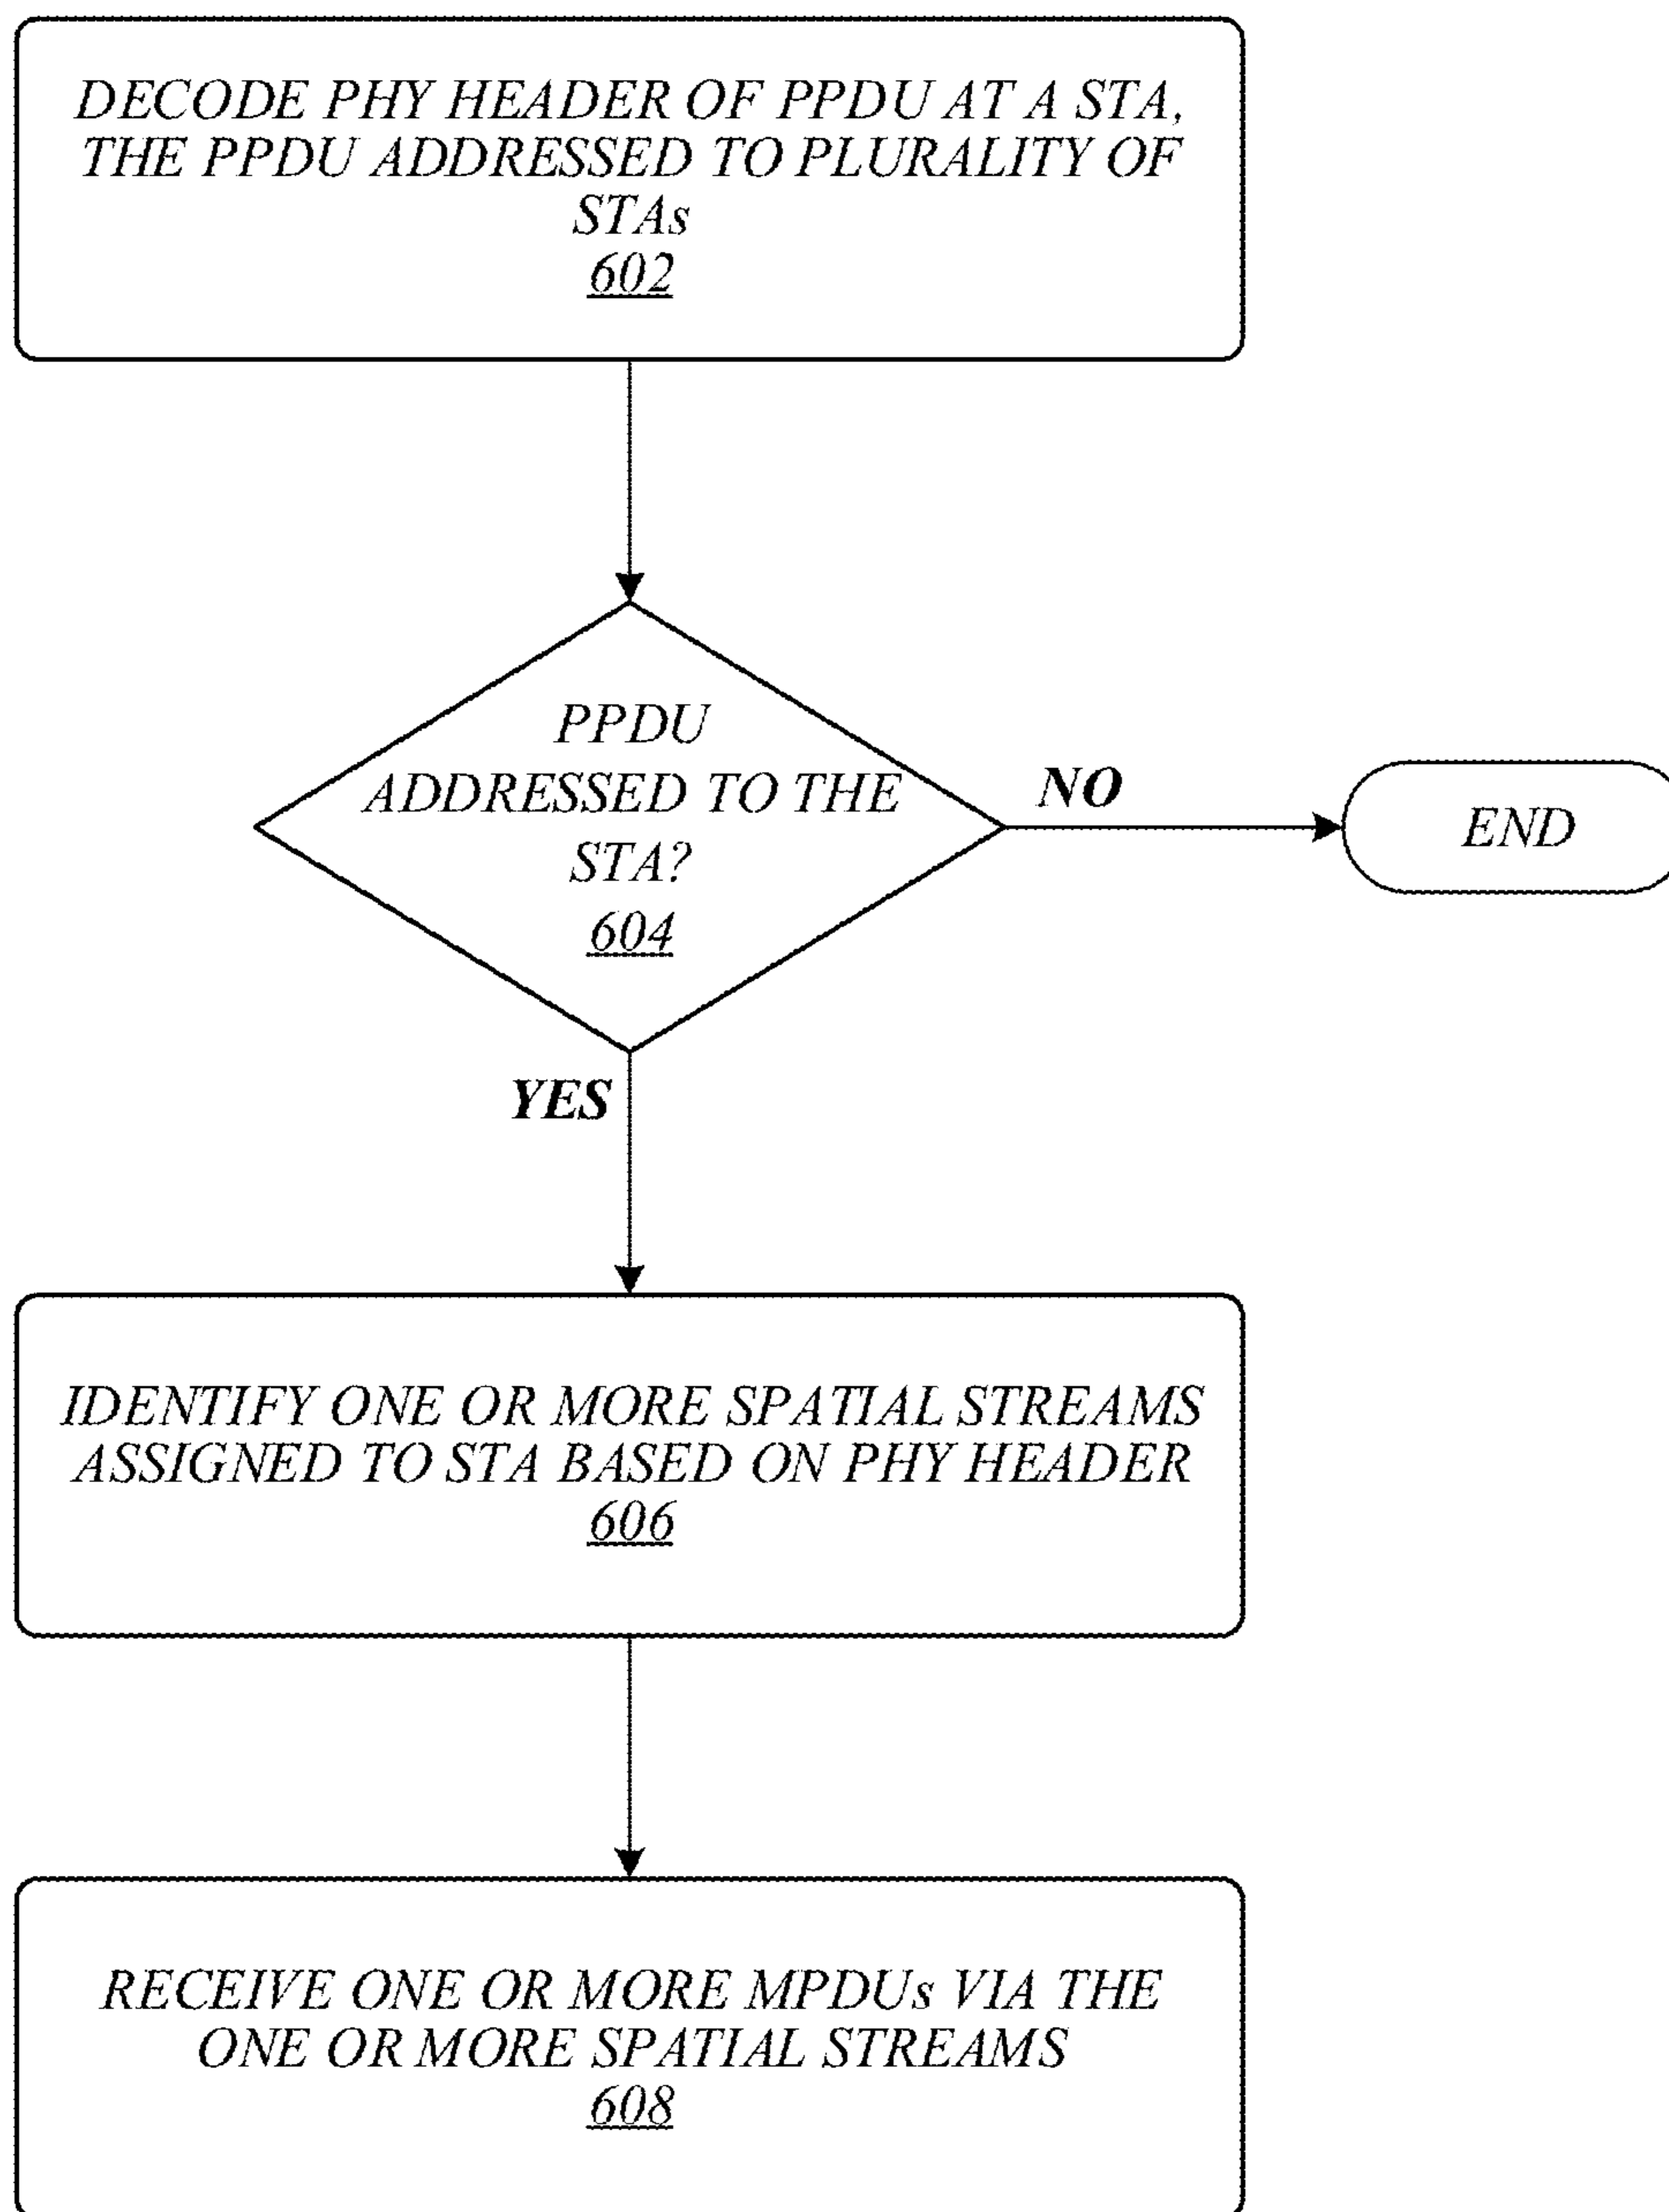 DECODE PHY HEADER OF PPDU AT A STA,
THE PPDU ADDRESSED TO PLURALITY OF
STAs
602
PPDU
ADDRESSED TO THE
STA?
604
NO
END
YES
IDENTIFY ONE OR MORE SPATIAL STREAMS
ASSIGNED TO STA BASED ON PHY HEADER
606
RECEIVE ONE OR MORE MPDUs VIA THE
ONE OR MORE SPATIAL STREAMS
608